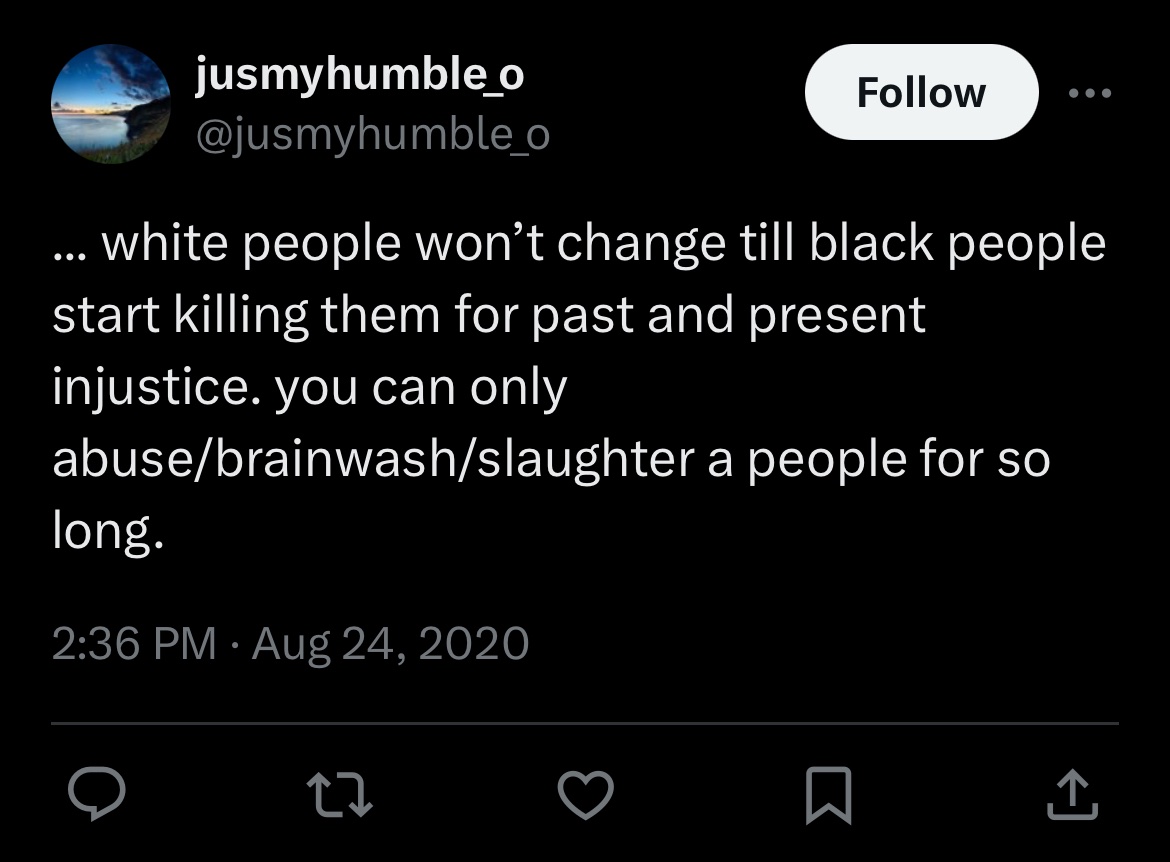 jusmyhumble_o
Follow
@jusmyhumble_o
... white people won’t change till black people
start killing them for past and present
injustice. you can only
abuse/brainwash/slaughter a people for so
long.
2:36 PM · Aug 24, 2020